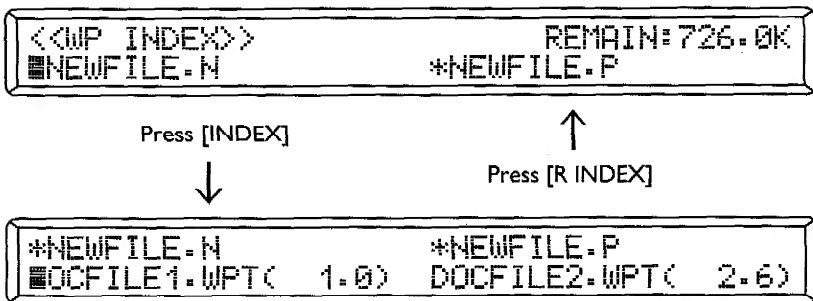 <<WP INDEX>> REMAIN:726.0K
NEWFILE.N *NEWFILE.P
Press [INDEX]
Press [R INDEX]
*NEWFILE.N *NEWFILE.P
OCFILE1.WPT( 1.0) DOCFILE2.WPT( 2.6)